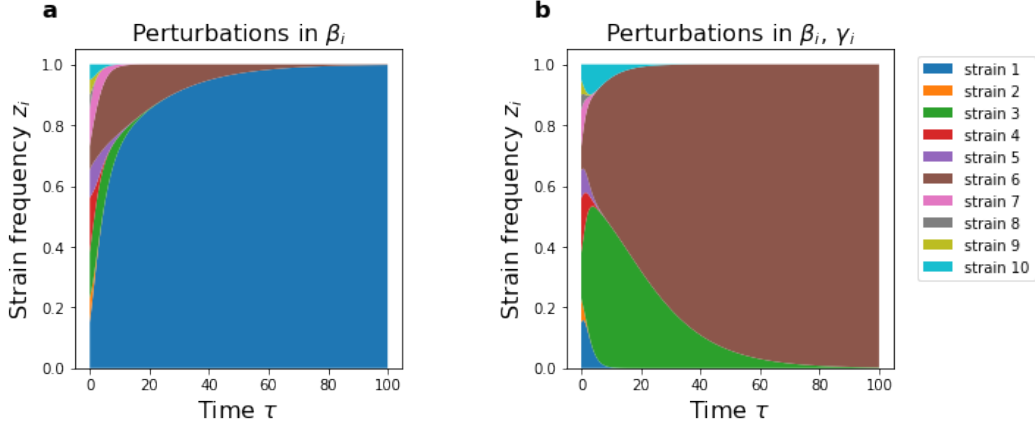 a
Perturbations in βᵢ
Strain frequency zᵢ
1.0
0.8
0.6
0.4
0.2
0.0
0 20 40 60 80 100
Time τ
b
Perturbations in βᵢ, γᵢ
Strain frequency zᵢ
1.0
0.8
0.6
0.4
0.2
0.0
0 20 40 60 80 100
Time τ
strain 1
strain 2
strain 3
strain 4
strain 5
strain 6
strain 7
strain 8
strain 9
strain 10